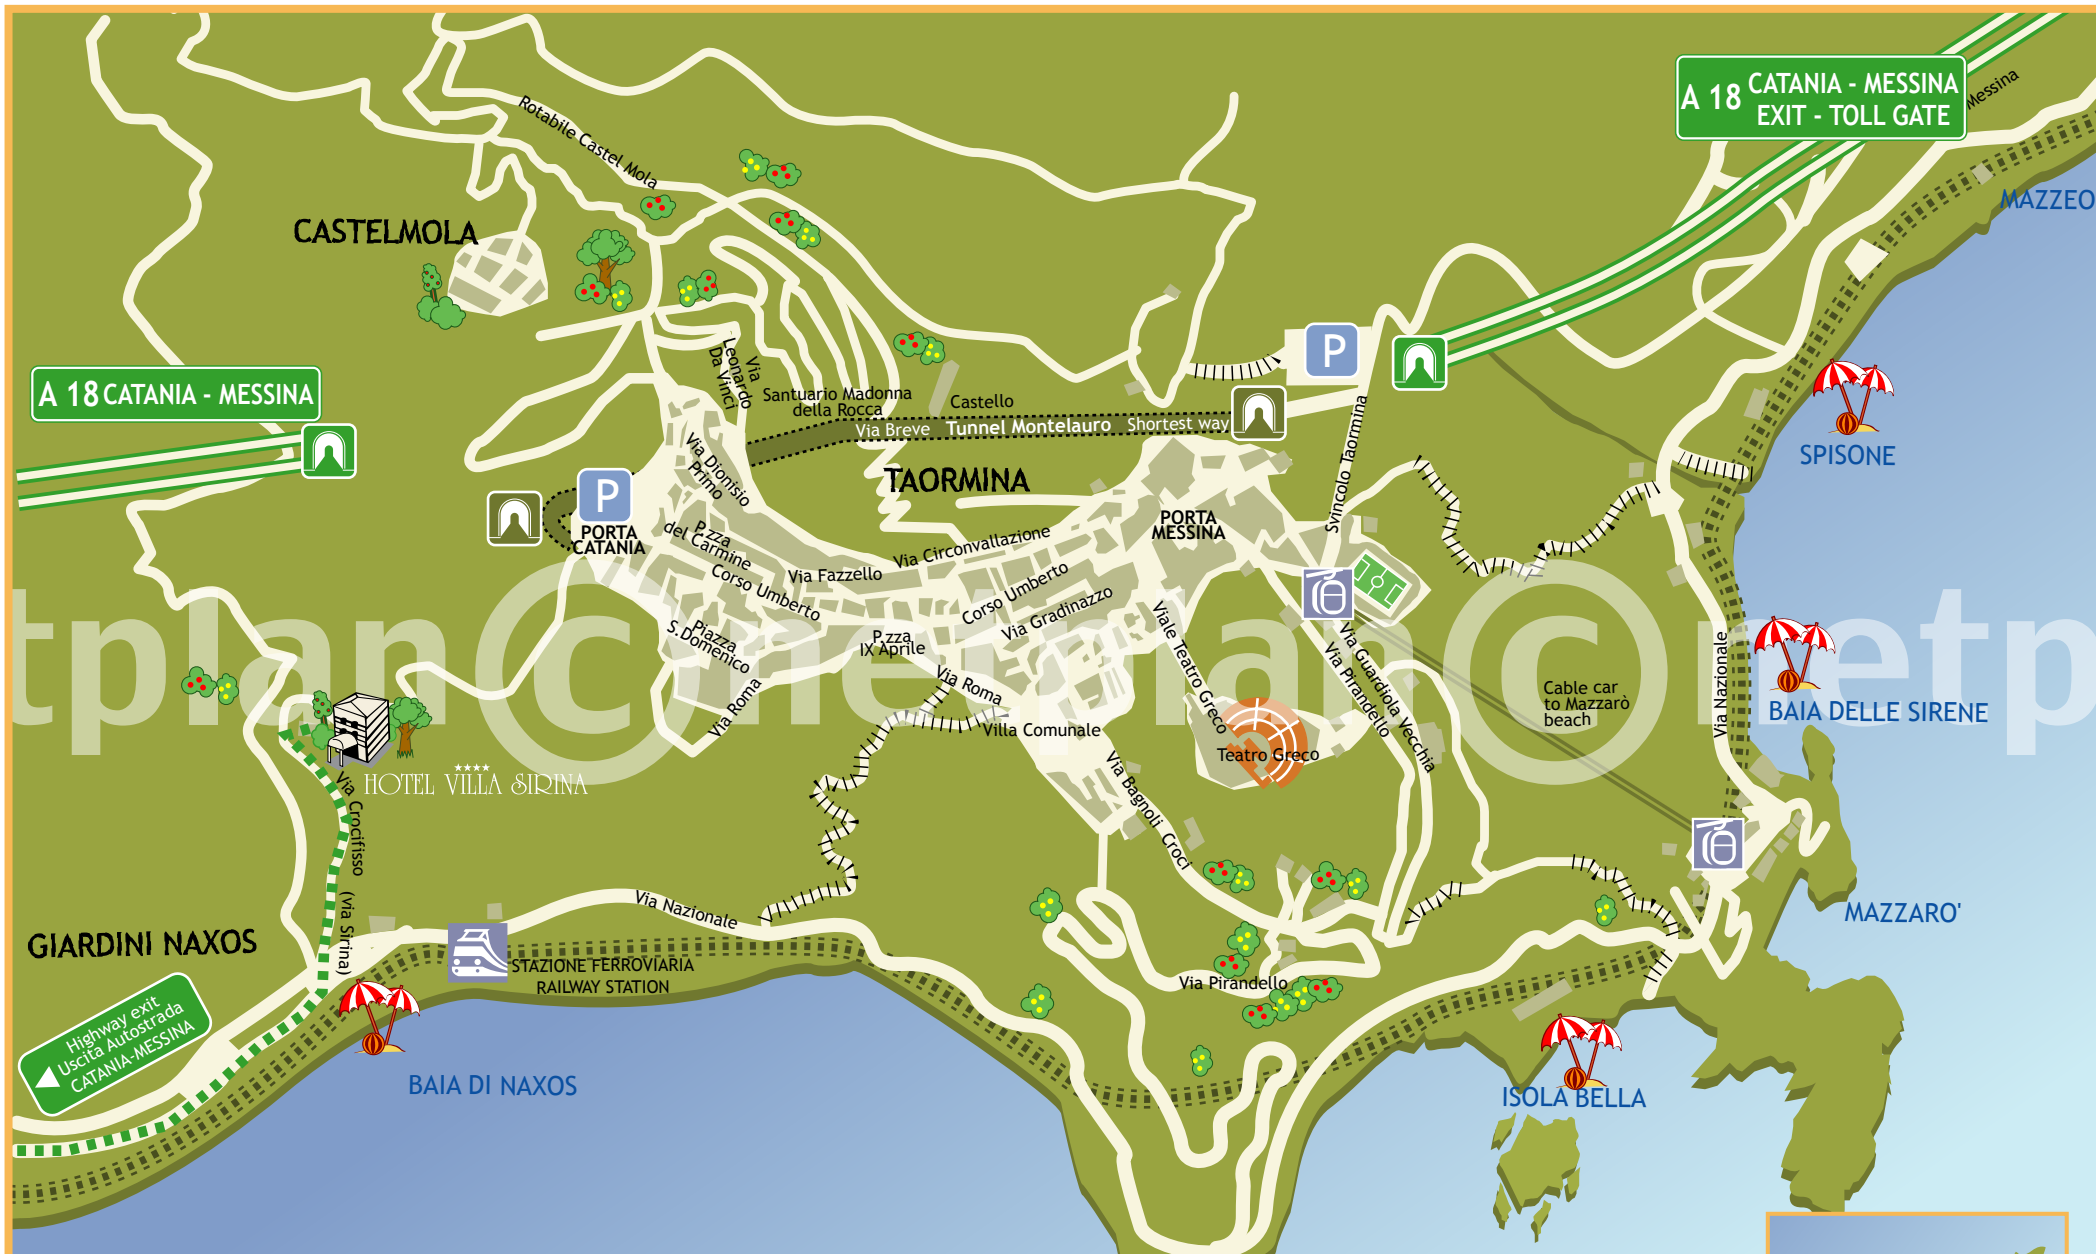 A 18 CATANIA - MESSINA
EXIT - TOLL GATE
Messina
MAZZEO
Rotabile Castel Mola
CASTELMOLA
A 18 CATANIA - MESSINA
Via
Leonardo
Da Vinci
Santuario Madonna
della Rocca
Castello
Via Breve Tunnel Montelauro Shortest way
P
Svincolo Taormina
SPISONE
TAORMINA
Via Dionisio
Primo
P
PORTA
CATANIA
P.zza
del Carmine
Corso Umberto
Via Fazzello
Via Circonvallazione
PORTA
MESSINA
Corso Umberto
Via Gradinazzo
Piazza
S.Domenico
P.zza
IX Aprile
Via Roma
Via Roma
Villa Comunale
Viale Teatro Greco
Teatro Greco
Via Guardiola Vecchia
Via Pirandello
Cable car
to Mazzarò
beach
Via Nazionale
BAIA DELLE SIRENE
tplan © netplan © netp
HOTEL VILLA SIRINA
Via Crocifisso (via Sirina)
Via Bagnoli Croci
MAZZARO'
GIARDINI NAXOS
Via Nazionale
STAZIONE FERROVIARIA
RAILWAY STATION
Via Pirandello
Highway exit
Uscita Autostrada
CATANIA-MESSINA
BAIA DI NAXOS
ISOLA BELLA